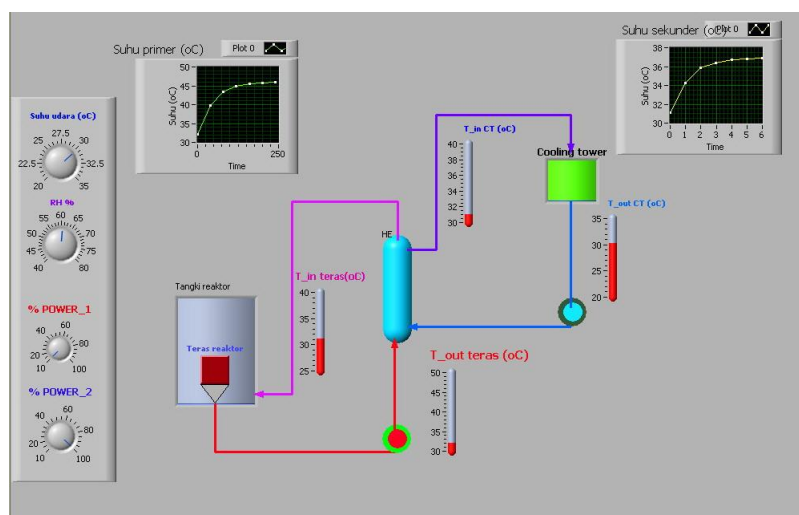 Suhu primer (oC)
Plot 0
Suhu (oC)
50
45
40
35
30
0
250
Time
Suhu sekunder (oC)
Plot 0
Suhu (oC)
38
36
34
32
30
0 1 2 3 4 5 6
Time
Suhu udara (oC)
27.5
25 30
22.5 32.5
20 35
RH %
55 60 65
50 70
45 75
40 80
% POWER_1
60
40
80
20
10 100
% POWER_2
60
40
80
20
10 100
Tangki reaktor
Teras reaktor
T_in teras(oC)
40
35
30
25
HE
T_in CT (oC)
40
38
36
34
32
30
Cooling tower
T_out CT (oC)
35
30
25
20
T_out teras (oC)
50
45
40
35
30